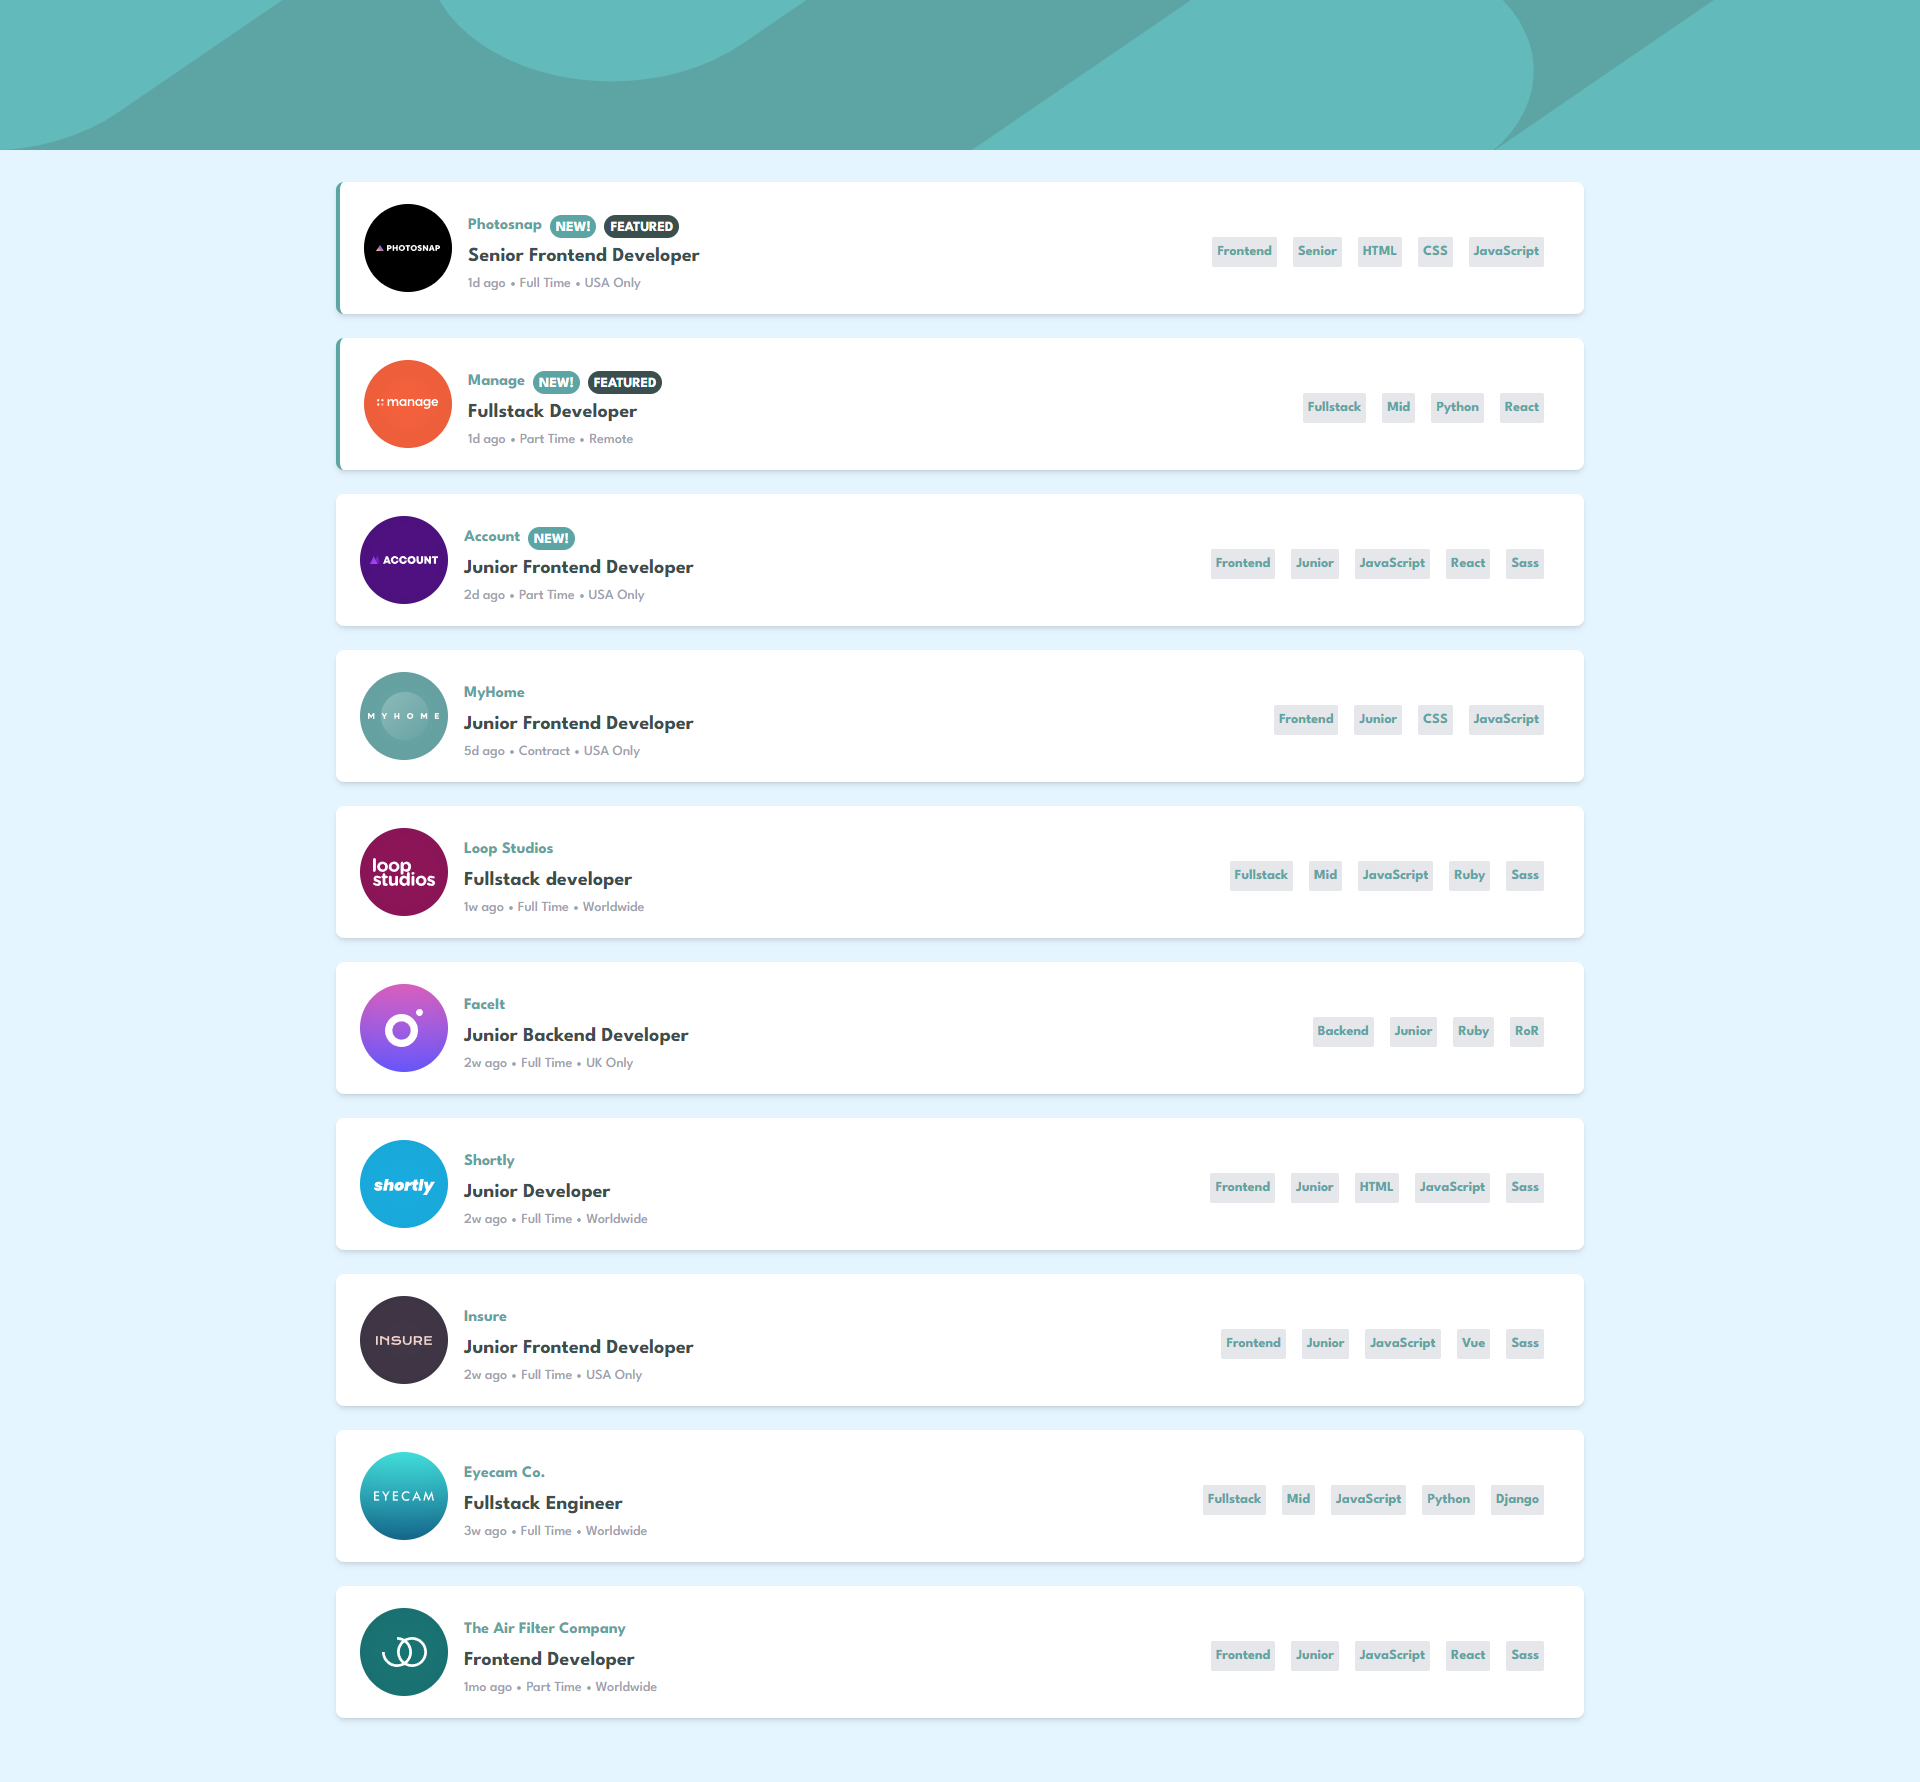 PHOTOSNAP
Photosnap NEW! FEATURED
Senior Frontend Developer
1d ago • Full Time • USA Only
Frontend Senior HTML CSS JavaScript
manage
Manage NEW! FEATURED
Fullstack Developer
1d ago • Part Time • Remote
Fullstack Mid Python React
ACCOUNT
Account NEW!
Junior Frontend Developer
2d ago • Part Time • USA Only
Frontend Junior JavaScript React Sass
MYHOME
MyHome
Junior Frontend Developer
5d ago • Contract • USA Only
Frontend Junior CSS JavaScript
loop
studios
Loop Studios
Fullstack developer
1w ago • Full Time • Worldwide
Fullstack Mid JavaScript Ruby Sass
FaceIt
Junior Backend Developer
2w ago • Full Time • UK Only
Backend Junior Ruby RoR
shortly
Shortly
Junior Developer
2w ago • Full Time • Worldwide
Frontend Junior HTML JavaScript Sass
INSURE
Insure
Junior Frontend Developer
2w ago • Full Time • USA Only
Frontend Junior JavaScript Vue Sass
EYECAM
Eyecam Co.
Fullstack Engineer
3w ago • Full Time • Worldwide
Fullstack Mid JavaScript Python Django
The Air Filter Company
Frontend Developer
1mo ago • Part Time • Worldwide
Frontend Junior JavaScript React Sass